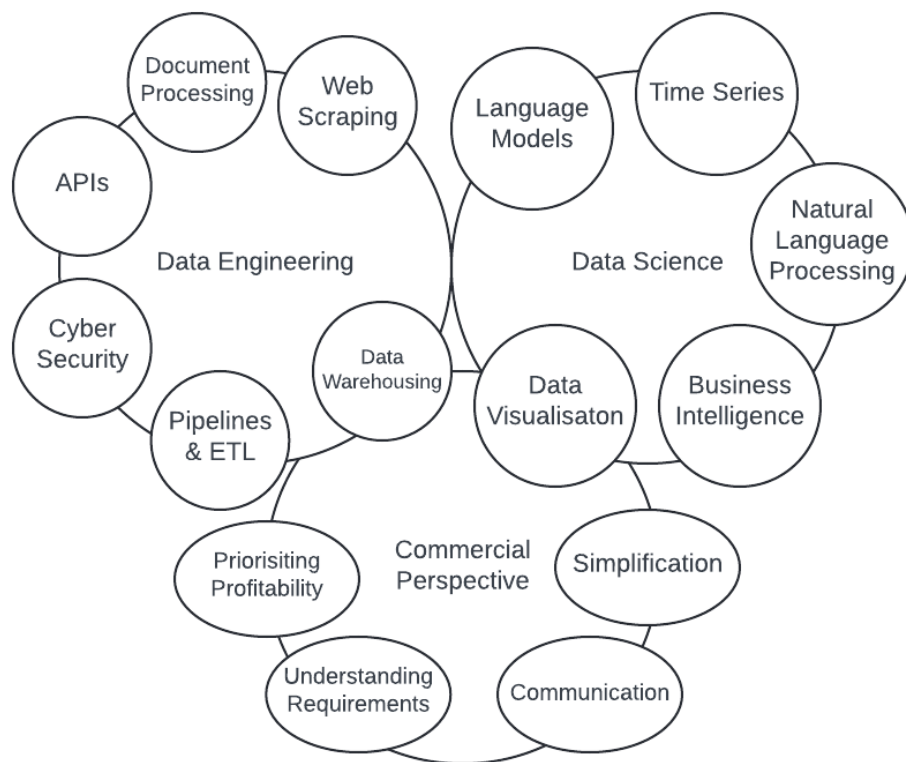 Document
Processing
Web
Scraping
Language
Models
Time Series
APIs
Natural
Language
Processing
Data Engineering
Data Science
Cyber
Security
Data
Warehousing
Data
Visualisaton
Business
Intelligence
Pipelines
& ETL
Priorisiting
Profitability
Commercial
Perspective
Simplification
Understanding
Requirements
Communication